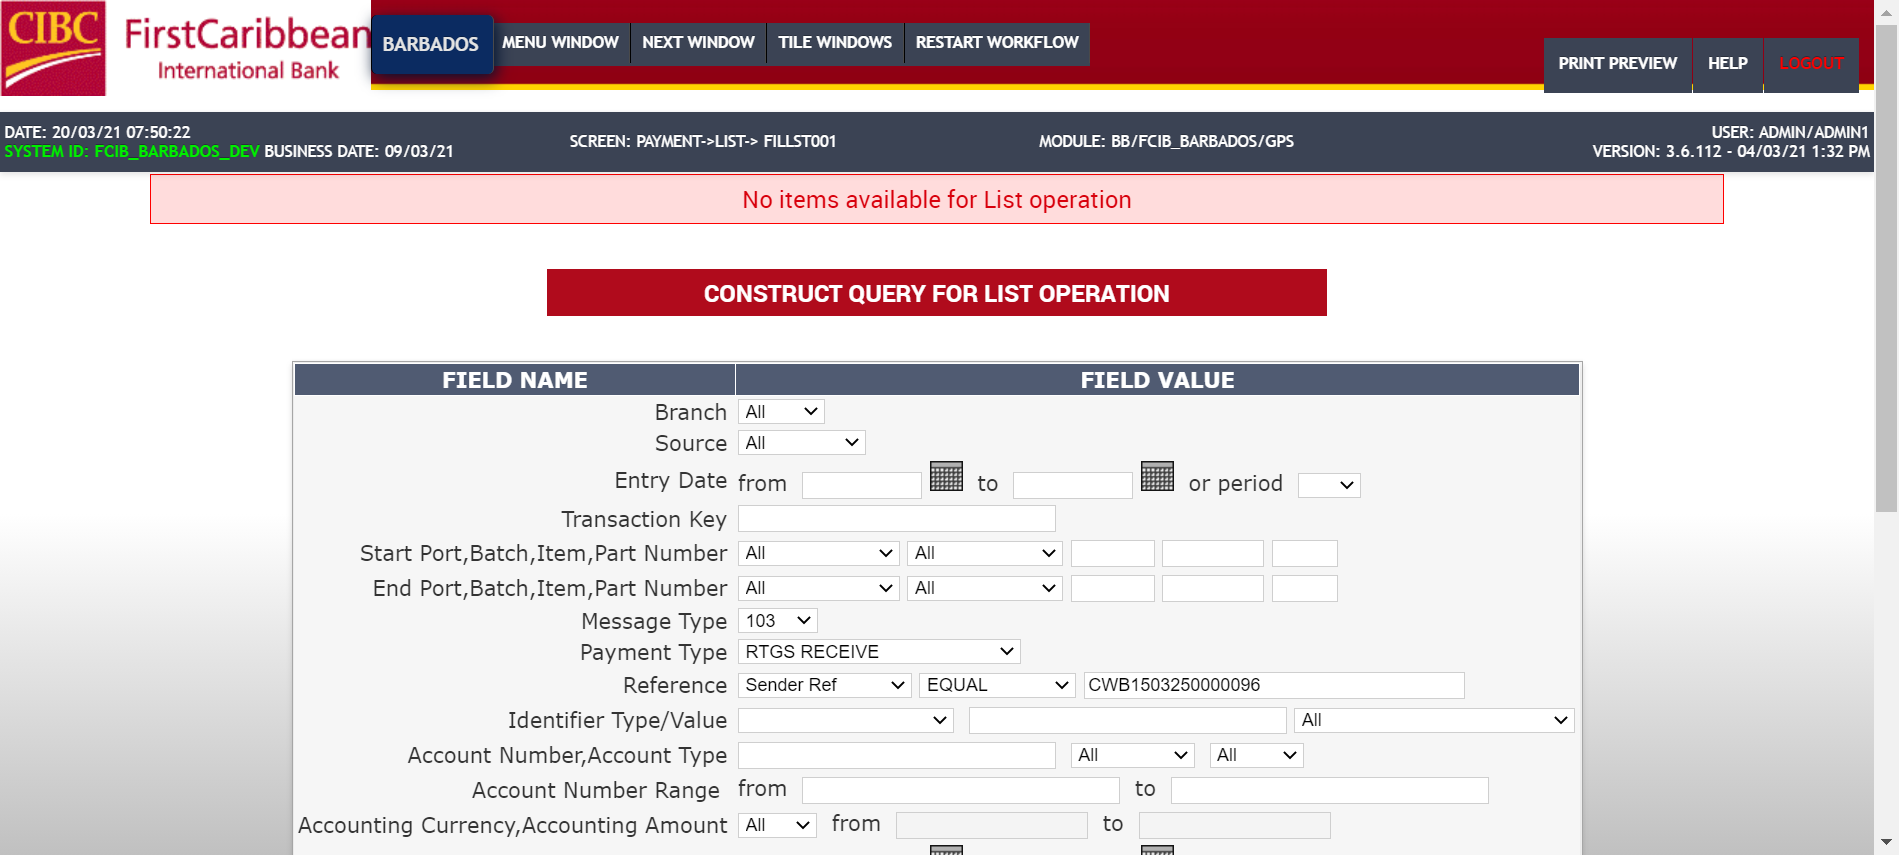 CIBC
FirstCaribbean
International Bank
BARBADOS
MENU WINDOW
NEXT WINDOW
TILE WINDOWS
RESTART WORKFLOW
PRINT PREVIEW
HELP
LOGOUT
DATE: 20/03/21 07:50:22
SYSTEM ID: FCIB_BARBADOS_DEV BUSINESS DATE: 09/03/21
SCREEN: PAYMENT->LIST-> FILLST001
MODULE: BB/FCIB_BARBADOS/GPS
USER: ADMIN/ADMIN1
VERSION: 3.6.112 - 04/03/21 1:32 PM
No items available for List operation
CONSTRUCT QUERY FOR LIST OPERATION
FIELD NAME FIELD VALUE
Branch All
Source All
Entry Date from to or period
Transaction Key
Start Port,Batch,Item,Part Number All All
End Port,Batch,Item,Part Number All All
Message Type 103
Payment Type RTGS RECEIVE
Reference Sender Ref EQUAL CWB1503250000096
Identifier Type/Value All
Account Number,Account Type All All
Account Number Range from to
Accounting Currency,Accounting Amount All from to